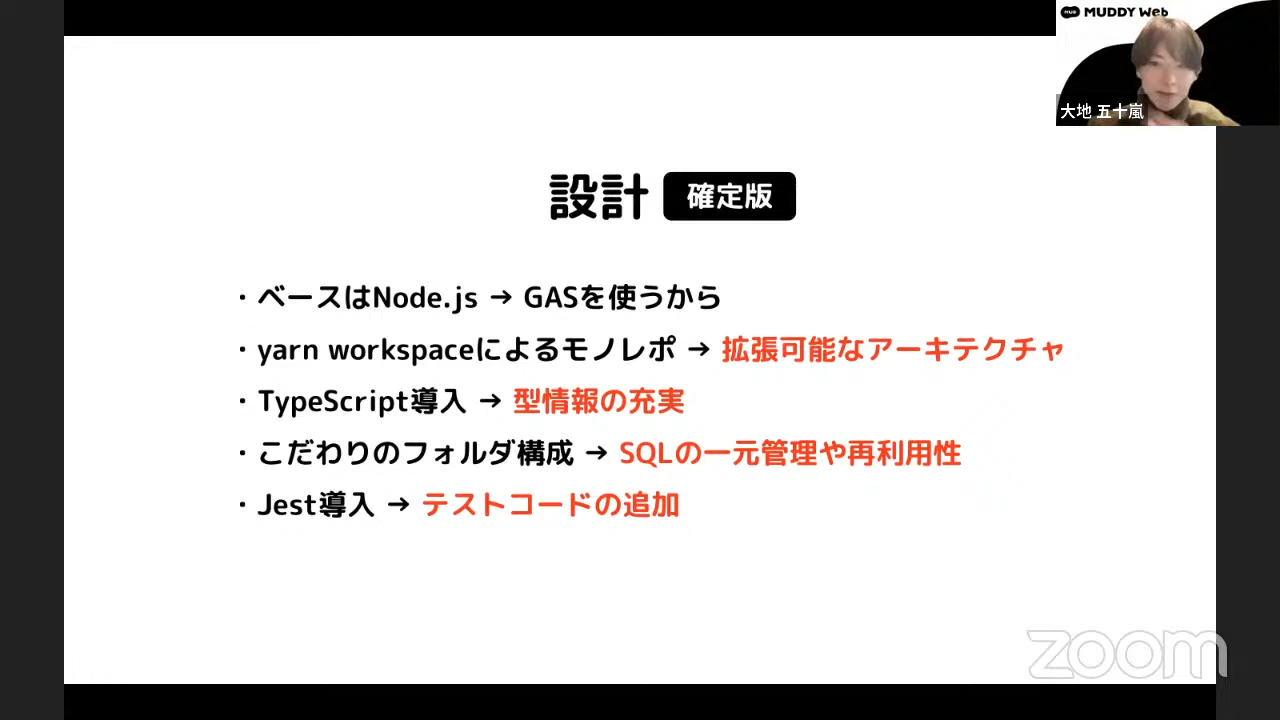 MUDDY Web
大地 五十嵐
設計 確定版
・ベースはNode.js → GASを使うから
・yarn workspaceによるモノレポ → 拡張可能なアーキテクチャ
・TypeScript導入 → 型情報の充実
・こだわりのフォルダ構成 → SQLの一元管理や再利用性
・Jest導入 → テストコードの追加
zoom